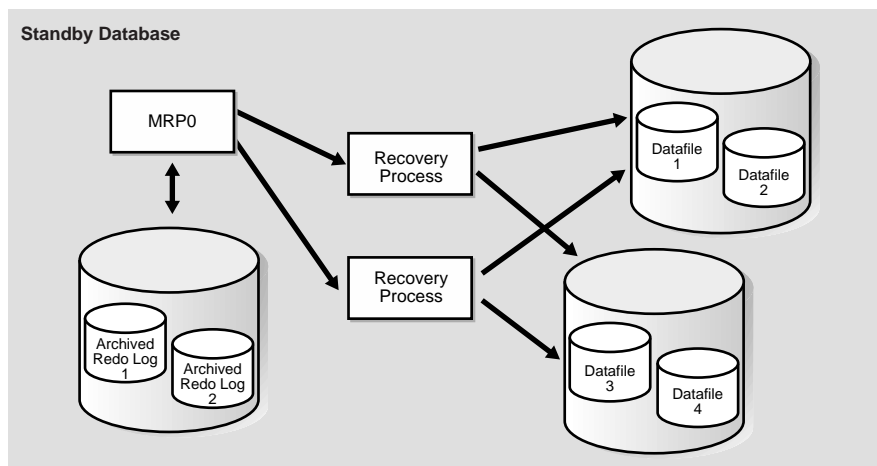 Standby Database
MRP0
Recovery
Process
Recovery
Process
Datafile
1
Datafile
2
Archived
Redo Log
1
Archived
Redo Log
2
Datafile
3
Datafile
4